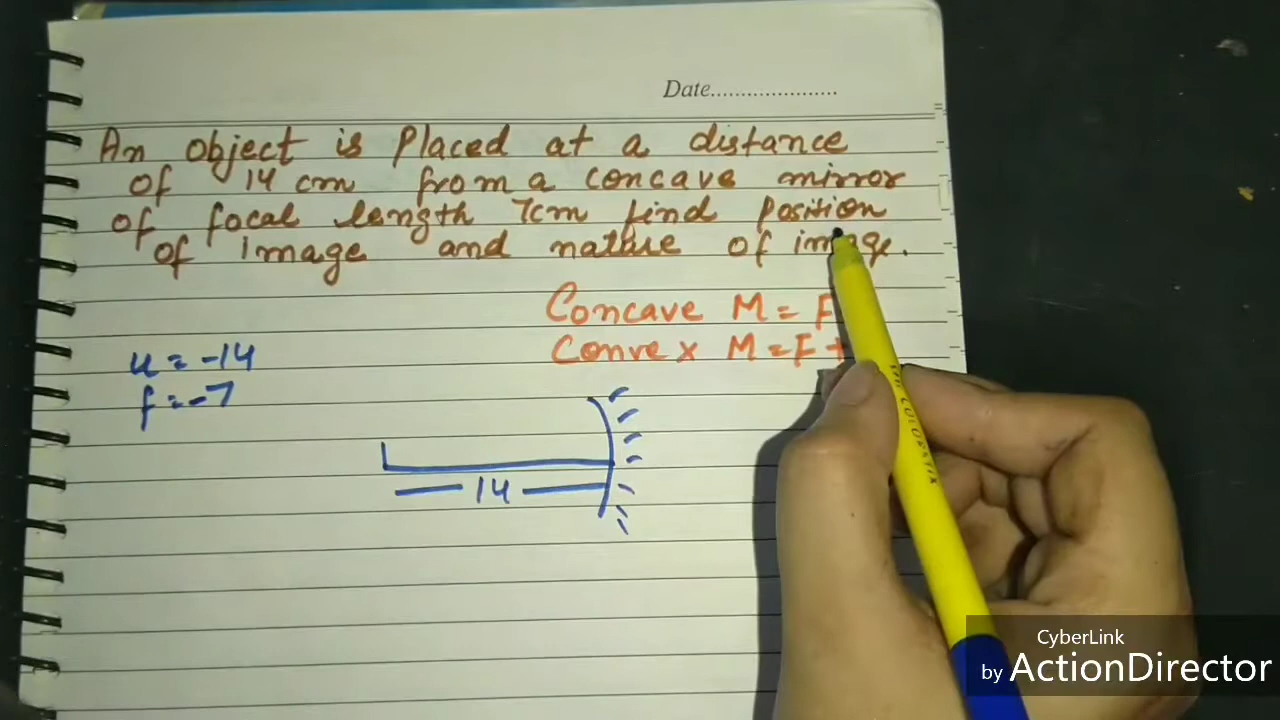 Date....................
An object is Placed at a distance
of 14 cm from a concave mirror
of focal length 7cm find position
of Image and nature of image.
Concave M = F
Convex M = F +
u = -14
f = -7
14
CyberLink
by ActionDirector